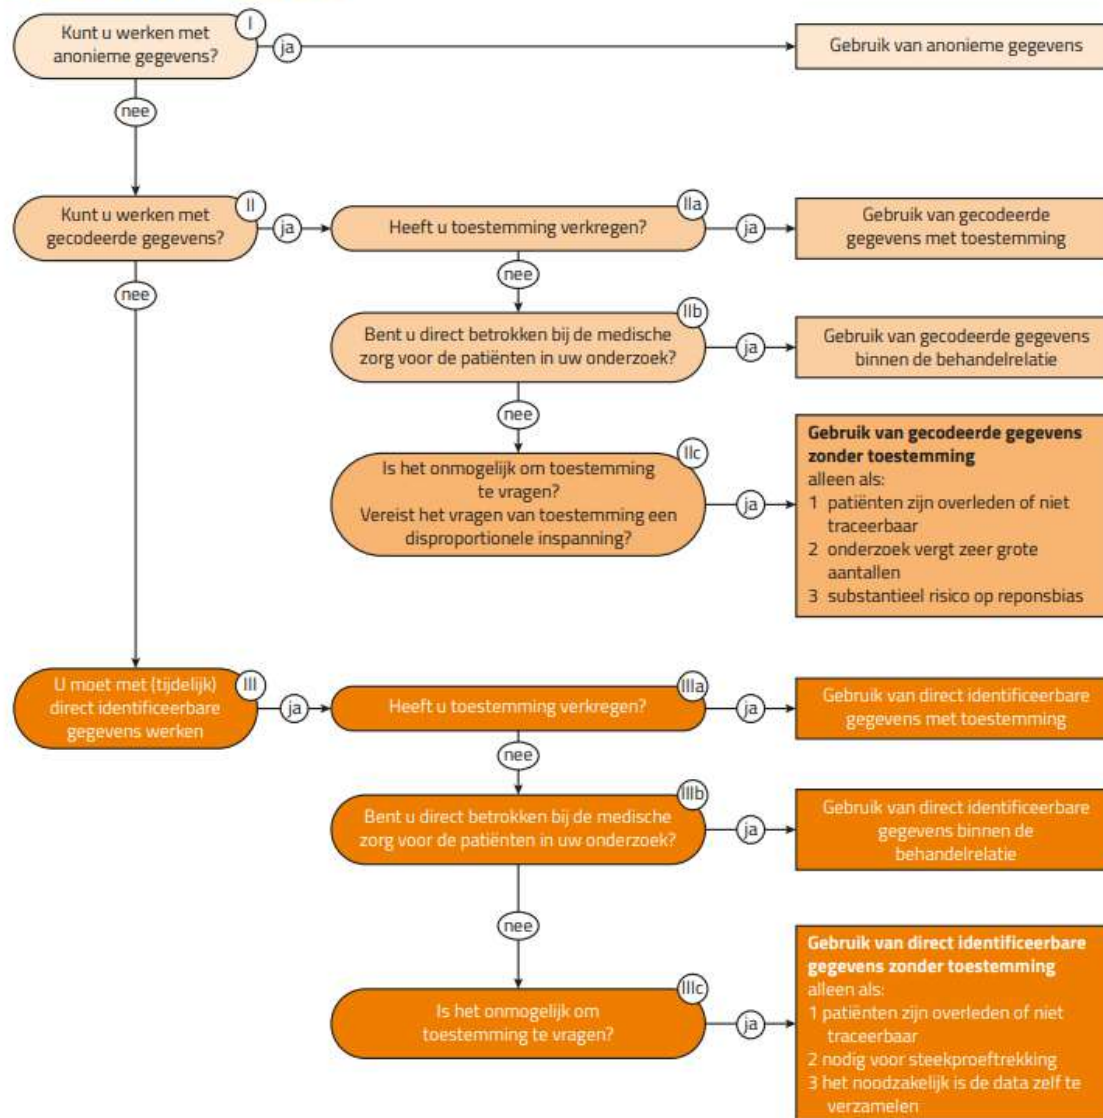 Kunt u werken met
anonieme gegevens?
I
ja
Gebruik van anonieme gegevens
nee
Kunt u werken met
gecodeerde gegevens?
II
ja
Heeft u toestemming verkregen?
IIa
ja
Gebruik van gecodeerde
gegevens met toestemming
nee
nee
Bent u direct betrokken bij de medische
zorg voor de patiënten in uw onderzoek?
IIb
ja
Gebruik van gecodeerde gegevens
binnen de behandelrelatie
nee
Is het onmogelijk om toestemming
te vragen?
Vereist het vragen van toestemming een
disproportionele inspanning?
IIc
ja
Gebruik van gecodeerde gegevens
zonder toestemming
alleen als:
1 patiënten zijn overleden of niet
traceerbaar
2 onderzoek vergt zeer grote
aantallen
3 substantieel risico op reponsbias
U moet met (tijdelijk)
direct identificeerbare
gegevens werken
III
ja
Heeft u toestemming verkregen?
IIIa
ja
Gebruik van direct identificeerbare
gegevens met toestemming
nee
Bent u direct betrokken bij de medische
zorg voor de patiënten in uw onderzoek?
IIIb
ja
Gebruik van direct identificeerbare
gegevens binnen de
behandelrelatie
nee
Is het onmogelijk om
toestemming te vragen?
IIIc
ja
Gebruik van direct identificeerbare
gegevens zonder toestemming
alleen als:
1 patiënten zijn overleden of niet
traceerbaar
2 nodig voor steekproeftrekking
3 het noodzakelijk is de data zelf te
verzamelen